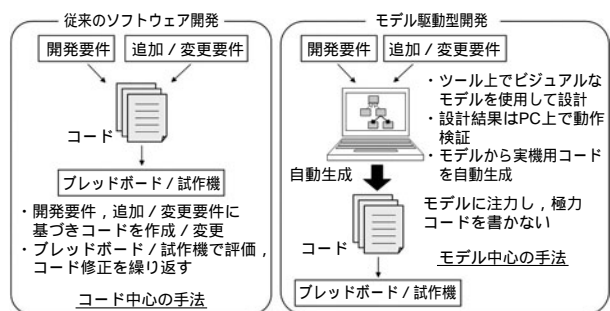 従来のソフトウェア開発
開発要件
追加 / 変更要件
コード
ブレッドボード / 試作機
・開発要件，追加 / 変更要件に
基づきコードを作成 / 変更
・ブレッドボード / 試作機で評価，
コード修正を繰り返す
コード中心の手法
モデル駆動型開発
開発要件
追加 / 変更要件
・ツール上でビジュアルな
モデルを使用して設計
・設計結果はPC上で動作
検証
・モデルから実機用コード
を自動生成
自動生成
モデルに注力し，極力
コードを書かない
コード
モデル中心の手法
ブレッドボード / 試作機